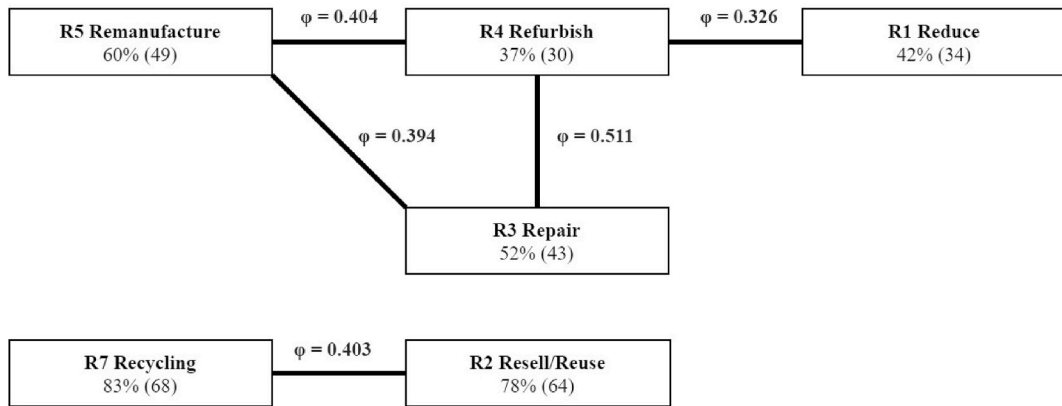 φ = 0.404
φ = 0.326
R5 Remanufacture
60% (49)
R4 Refurbish
37% (30)
R1 Reduce
42% (34)
φ = 0.394
φ = 0.511
R3 Repair
52% (43)
φ = 0.403
R7 Recycling
83% (68)
R2 Resell/Reuse
78% (64)